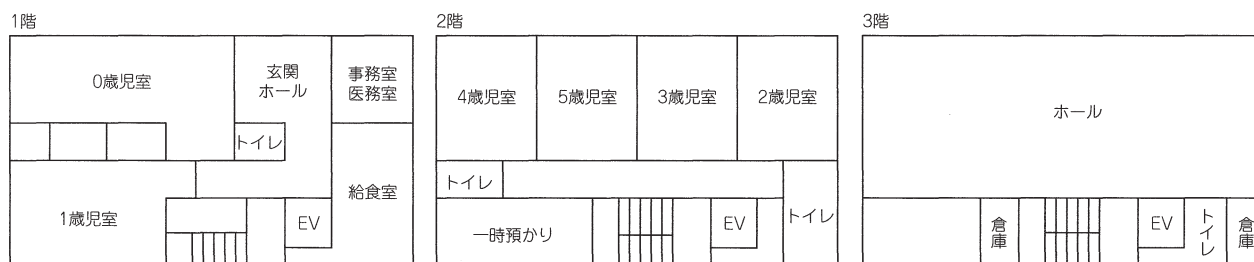 1階
0歳児室
玄関
ホール
事務室
医務室
トイレ
給食室
1歳児室
EV
2階
4歳児室
5歳児室
3歳児室
2歳児室
トイレ
一時預かり
EV
トイレ
3階
ホール
倉庫
EV
トイレ
倉庫